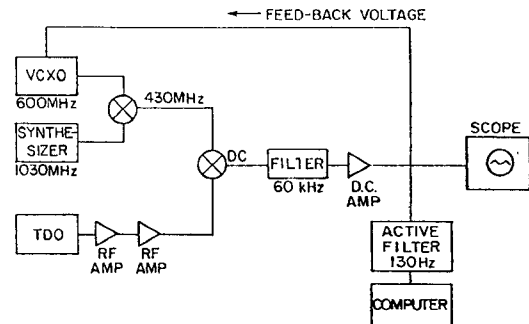 FEED-BACK VOLTAGE
VCXO
600MHz
430MHz
SYNTHE-
SIZER
1030MHz
DC
FILTER
60 kHz
D.C.
AMP
SCOPE
TDO
RF
AMP
RF
AMP
ACTIVE
FILTER
130Hz
COMPUTER